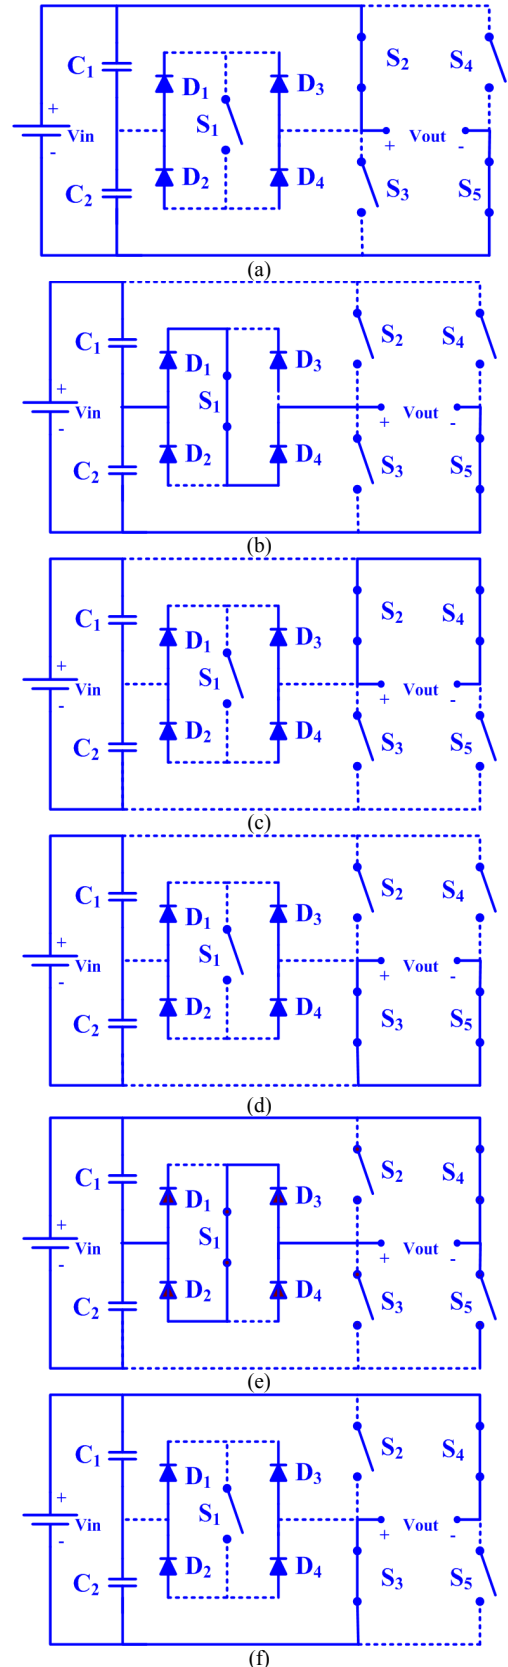 C1 D1 D3 S2 S4
+ Vin S1 + Vout -
-
C2 D2 D4 S3 S5
(a)
C1 D1 D3 S2 S4
+ Vin S1 + Vout -
-
C2 D2 D4 S3 S5
(b)
C1 D1 D3 S2 S4
+ Vin S1 + Vout -
-
C2 D2 D4 S3 S5
(c)
C1 D1 D3 S2 S4
+ Vin S1 + Vout -
-
C2 D2 D4 S3 S5
(d)
C1 D1 D3 S2 S4
+ Vin S1 + Vout -
-
C2 D2 D4 S3 S5
(e)
C1 D1 D3 S2 S4
+ Vin S1 + Vout -
-
C2 D2 D4 S3 S5
(f)